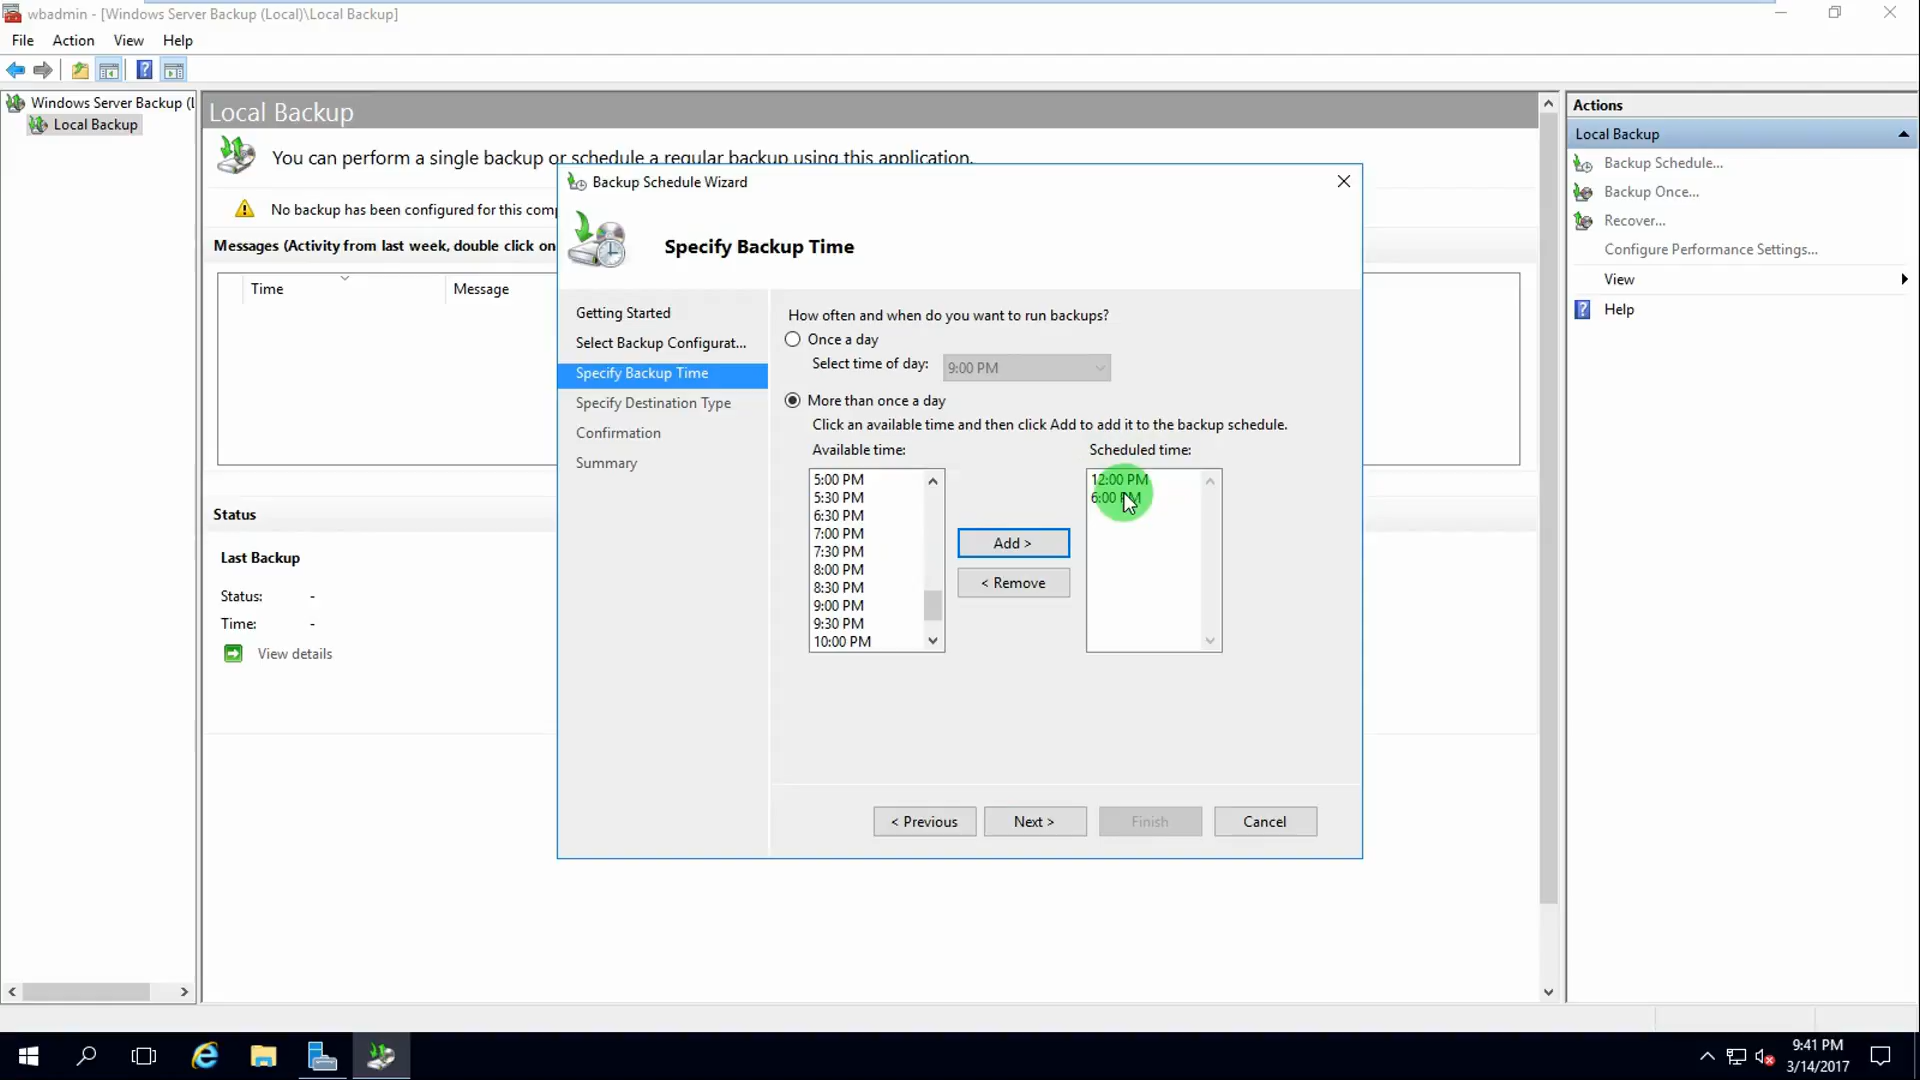 wbadmin - [Windows Server Backup (Local)\Local Backup]
File Action View Help
Windows Server Backup (L
Local Backup
Local Backup
You can perform a single backup or schedule a regular backup using this application.
No backup has been configured for this comp
Messages (Activity from last week, double click on
Time Message
Status
Last Backup
Status: -
Time: -
View details
Backup Schedule Wizard
Specify Backup Time
Getting Started
Select Backup Configurat...
Specify Backup Time
Specify Destination Type
Confirmation
Summary
How often and when do you want to run backups?
Once a day
Select time of day: 9:00 PM
More than once a day
Click an available time and then click Add to add it to the backup schedule.
Available time:
5:00 PM
5:30 PM
6:30 PM
7:00 PM
7:30 PM
8:00 PM
8:30 PM
9:00 PM
9:30 PM
10:00 PM
Add >
< Remove
Scheduled time:
12:00 PM
6:00 PM
< Previous Next > Finish Cancel
Actions
Local Backup
Backup Schedule...
Backup Once...
Recover...
Configure Performance Settings...
View
Help
9:41 PM
3/14/2017